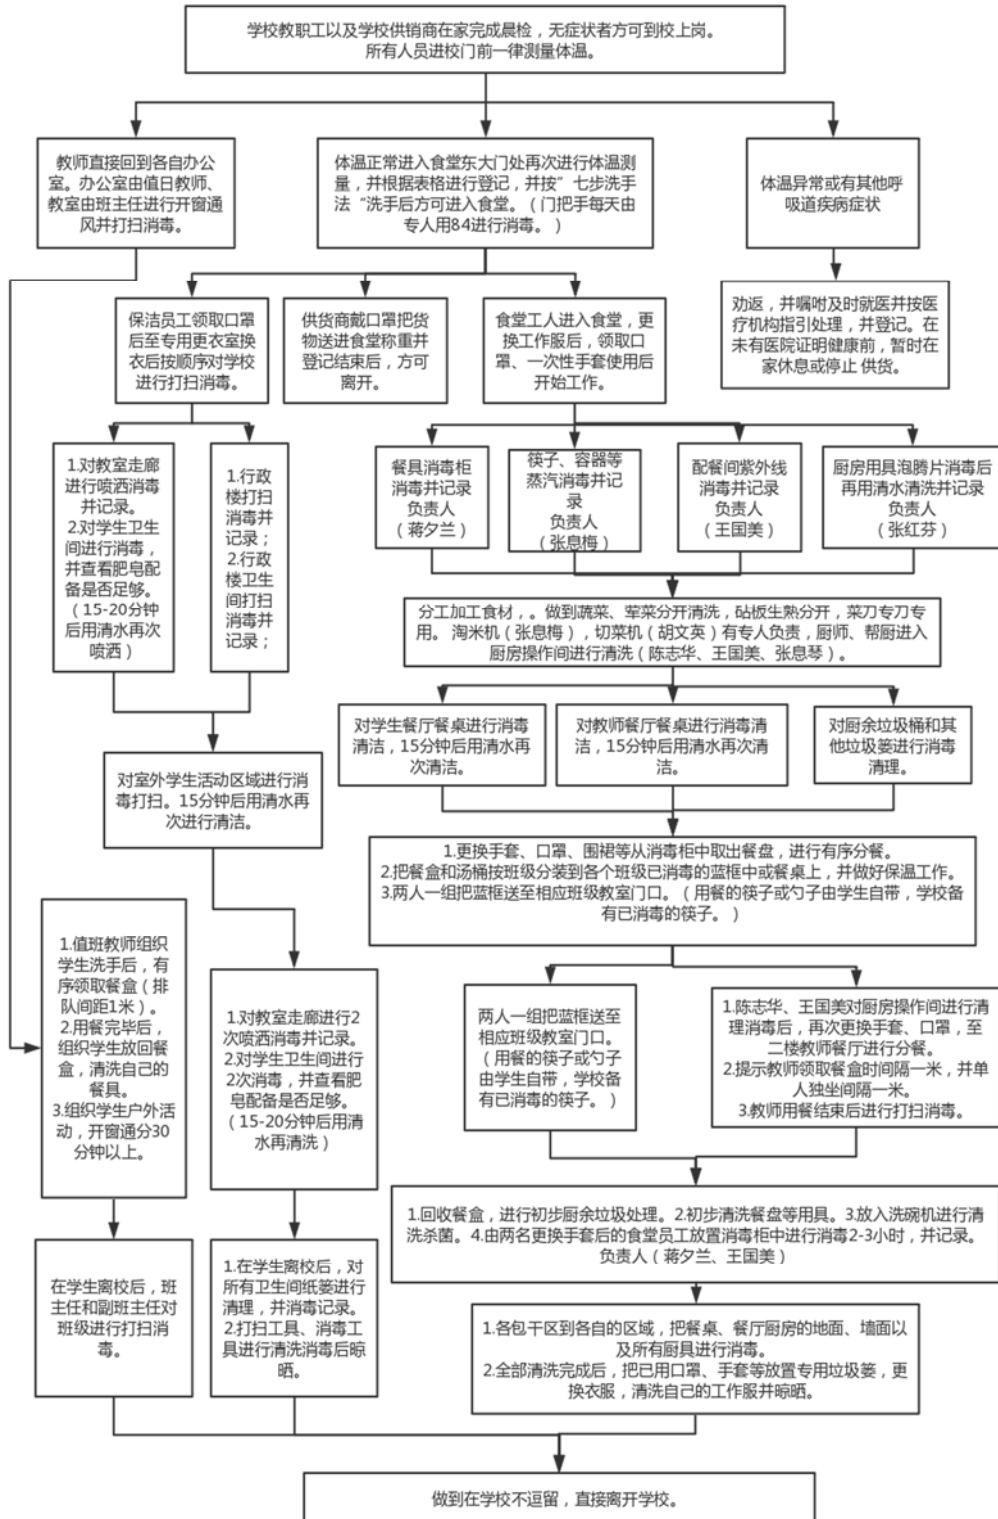 学校教职工以及学校供销商在家完成晨检，无症状者方可到校上岗。
所有人员进校门前一律测量体温。
教师直接回到各自办公
室。办公室由值日教师、
教室由班主任进行开窗通
风并打扫消毒。
体温正常进入食堂东大门处再次进行体温测
量，并根据表格进行登记，并按”七步洗手
法“洗手后方可进入食堂。（门把手每天由
专人用84进行消毒。）
体温异常或有其他呼
吸道疾病症状
保洁员工领取口罩
后至专用更衣室换
衣后按顺序对学校
进行打扫消毒。
供货商戴口罩把货
物送进食堂称重并
登记结束后，方可
离开。
食堂工人进入食堂，更
换工作服后，领取口
罩、一次性手套使用后
开始工作。
劝返，并嘱咐及时就医并按医
疗机构指引处理，并登记。在
未有医院证明健康前，暂时在
家休息或停止 供货。
1.对教室走廊
进行喷洒消毒
并记录。
2.对学生卫生
间进行消毒，
并查看肥皂配
备是否足够。
（15-20分钟
后用清水再次
喷洒）
1.行政
楼打扫
消毒并
记录；
2.行政
楼卫生
间打扫
消毒并
记录；
餐具消毒柜
消毒并记录
负责人
（蒋夕兰）
筷子、容器等
蒸汽消毒并记
录
负责人
（张息梅）
配餐间紫外线
消毒并记录
负责人
（王国美）
厨房用具泡腾片消毒后
再用清水清洗并记录
负责人
（张红芬）
分工加工食材，。做到蔬菜、荤菜分开清洗，砧板生熟分开，菜刀专刀专
用。 淘米机（张息梅），切菜机（胡文英）有专人负责，厨师、帮厨进入
厨房操作间进行清洗（陈志华、王国美、张息琴）。
对学生餐厅餐桌进行消毒
清洁，15分钟后用清水再
次清洁。
对教师餐厅餐桌进行消毒清
洁，15分钟后用清水再次清
洁。
对厨余垃圾桶和其
他垃圾篓进行消毒
清理。
对室外学生活动区域进行消
毒打扫。15分钟后用清水再
次进行清洁。
1.更换手套、口罩、围裙等从消毒柜中取出餐盘，进行有序分餐。
2.把餐盒和汤桶按班级分装到各个班级已消毒的蓝框中或餐桌上，并做好保温工作。
3.两人一组把蓝框送至相应班级教室门口。（用餐的筷子或勺子由学生自带，学校备
有已消毒的筷子。）
1.值班教师组织
学生洗手后，有
序领取餐盒（排
队间距1米）。
2.用餐完毕后，
组织学生放回餐
盒，清洗自己的
餐具。
3.组织学生户外活
动，开窗通分30
分钟以上。
1.对教室走廊进行2
次喷洒消毒并记录。
2.对学生卫生间进行
2次消毒，并查看肥
皂配备是否足够。
（15-20分钟后用清
水再清洗）
两人一组把蓝框送至
相应班级教室门口。
（用餐的筷子或勺子
由学生自带，学校备
有已消毒的筷子。）
1.陈志华、王国美对厨房操作间进行清
理消毒后，再次更换手套、口罩，至
二楼教师餐厅进行分餐。
2.提示教师领取餐盒时间隔一米，并单
人独坐间隔一米。
3.教师用餐结束后进行打扫消毒。
1.回收餐盒，进行初步厨余垃圾处理。2.初步清洗餐盘等用具。3.放入洗碗机进行清
洗杀菌。4.由两名更换手套后的食堂员工放置消毒柜中进行消毒2-3小时，并记录。
负责人（蒋夕兰、王国美）
在学生离校后，班
主任和副班主任对
班级进行打扫消
毒。
1.在学生离校后，对
所有卫生间纸篓进行
清理，并消毒记录。
2.打扫工具、消毒工
具进行清洗消毒后晾
晒。
1.各包干区到各自的区域，把餐桌、餐厅厨房的地面、墙面以
及所有厨具进行消毒。
2.全部清洗完成后，把已用口罩、手套等放置专用垃圾篓，更
换衣服，清洗自己的工作服并晾晒。
做到在学校不逗留，直接离开学校。